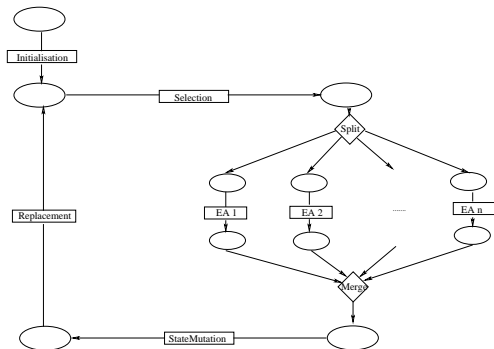 Initialisation
Selection
Split
EA 1
EA 2
........
EA n
Replacement
Merge
StateMutation